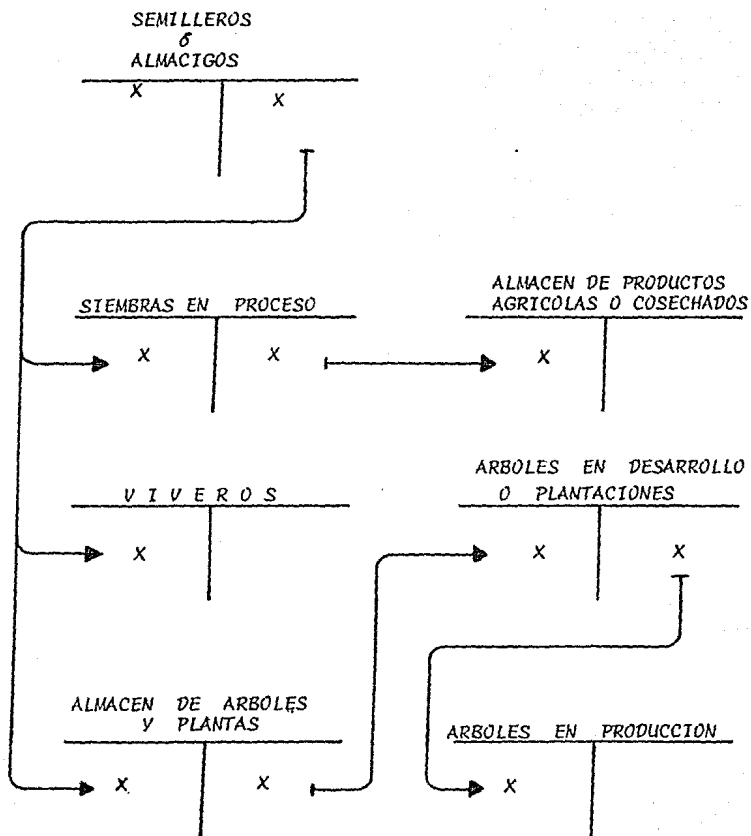 SEMILLEROS
ó
ALMACIGOS
X X
SIEMBRAS EN PROCESO
X X
ALMACEN DE PRODUCTOS
AGRICOLAS O COSECHADOS
X
V I V E R O S
X
ARBOLES EN DESARROLLO
O PLANTACIONES
X X
ALMACEN DE ARBOLES
Y PLANTAS
X X
ARBOLES EN PRODUCCION
X